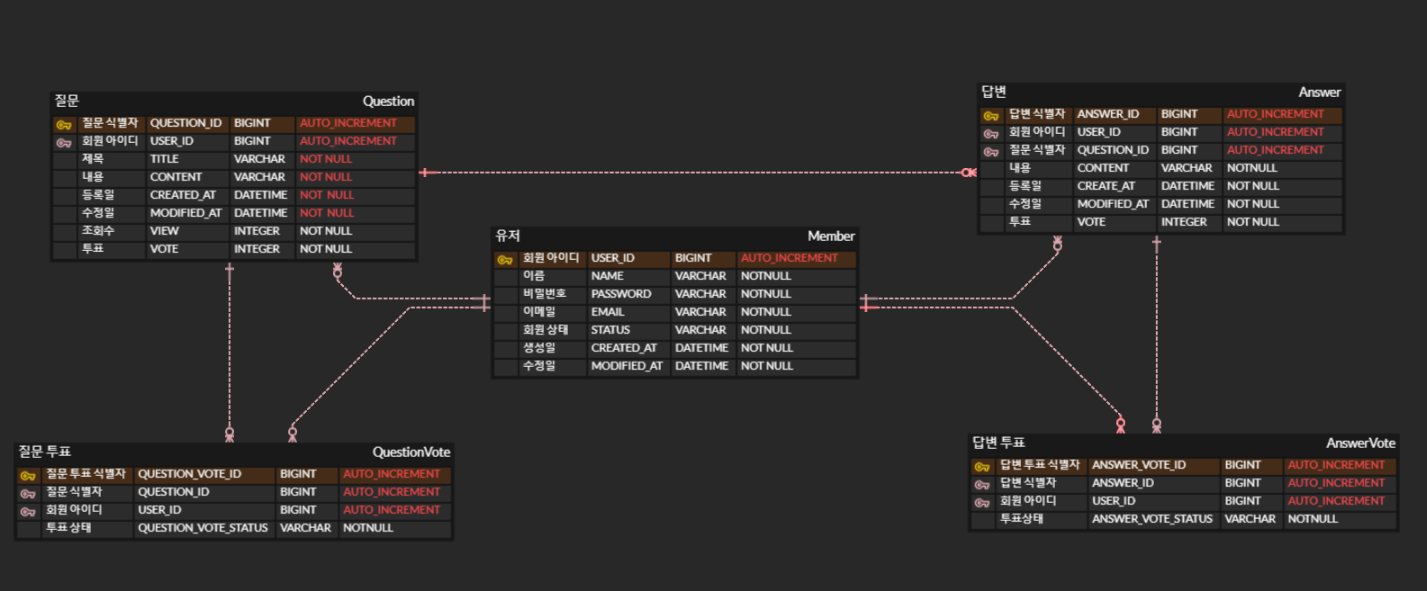 질문 Question
질문 식별자 QUESTION_ID BIGINT AUTO_INCREMENT
회원 아이디 USER_ID BIGINT AUTO_INCREMENT
제목 TITLE VARCHAR NOT NULL
내용 CONTENT VARCHAR NOT NULL
등록일 CREATED_AT DATETIME NOT NULL
수정일 MODIFIED_AT DATETIME NOT NULL
조회수 VIEW INTEGER NOT NULL
투표 VOTE INTEGER NOT NULL
답변 Answer
답변 식별자 ANSWER_ID BIGINT AUTO_INCREMENT
회원 아이디 USER_ID BIGINT AUTO_INCREMENT
질문 식별자 QUESTION_ID BIGINT AUTO_INCREMENT
내용 CONTENT VARCHAR NOTNULL
등록일 CREATE_AT DATETIME NOT NULL
수정일 MODIFIED_AT DATETIME NOT NULL
투표 VOTE INTEGER NOT NULL
유저 Member
회원 아이디 USER_ID BIGINT AUTO_INCREMENT
이름 NAME VARCHAR NOTNULL
비밀번호 PASSWORD VARCHAR NOTNULL
이메일 EMAIL VARCHAR NOTNULL
회원 상태 STATUS VARCHAR NOTNULL
생성일 CREATED_AT DATETIME NOT NULL
수정일 MODIFIED_AT DATETIME NOT NULL
질문 투표 QuestionVote
질문 투표 식별자 QUESTION_VOTE_ID BIGINT AUTO_INCREMENT
질문 식별자 QUESTION_ID BIGINT AUTO_INCREMENT
회원 아이디 USER_ID BIGINT AUTO_INCREMENT
투표 상태 QUESTION_VOTE_STATUS VARCHAR NOTNULL
답변 투표 AnswerVote
답변 투표 식별자 ANSWER_VOTE_ID BIGINT AUTO_INCREMENT
답변 식별자 ANSWER_ID BIGINT AUTO_INCREMENT
회원 아이디 USER_ID BIGINT AUTO_INCREMENT
투표상태 ANSWER_VOTE_STATUS VARCHAR NOTNULL